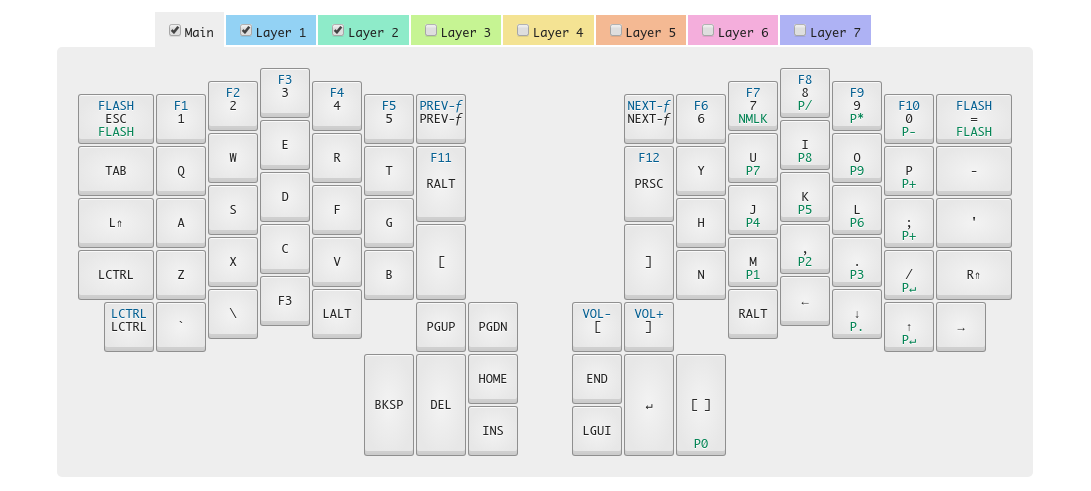 Main Layer 1 Layer 2 Layer 3 Layer 4 Layer 5 Layer 6 Layer 7
F3 F8
F2 3 F4 F7 8 F9
FLASH F1 2 4 F5 PREV-f NEXT-f F6 7 P/ 9 F10 FLASH
ESC 1 5 PREV-f NEXT-f 6 NMLK P* 0 =
FLASH P- FLASH
E I
W R F11 F12 U P8 O
TAB Q T P7 P9 P -
RALT PRSC Y P+
D K
S F J P5 L
L⇑ A G H P4 P6 ; '
P+
C ,
X V [ ] M P2 .
LCTRL Z B N P1 P3 / R⇑
P↵
F3 ←
LCTRL \ LALT VOL- VOL+ RALT ↓
LCTRL ` PGUP PGDN [ ] P. ↑ →
P↵
HOME END
BKSP DEL ↵ [ ]
INS LGUI P0